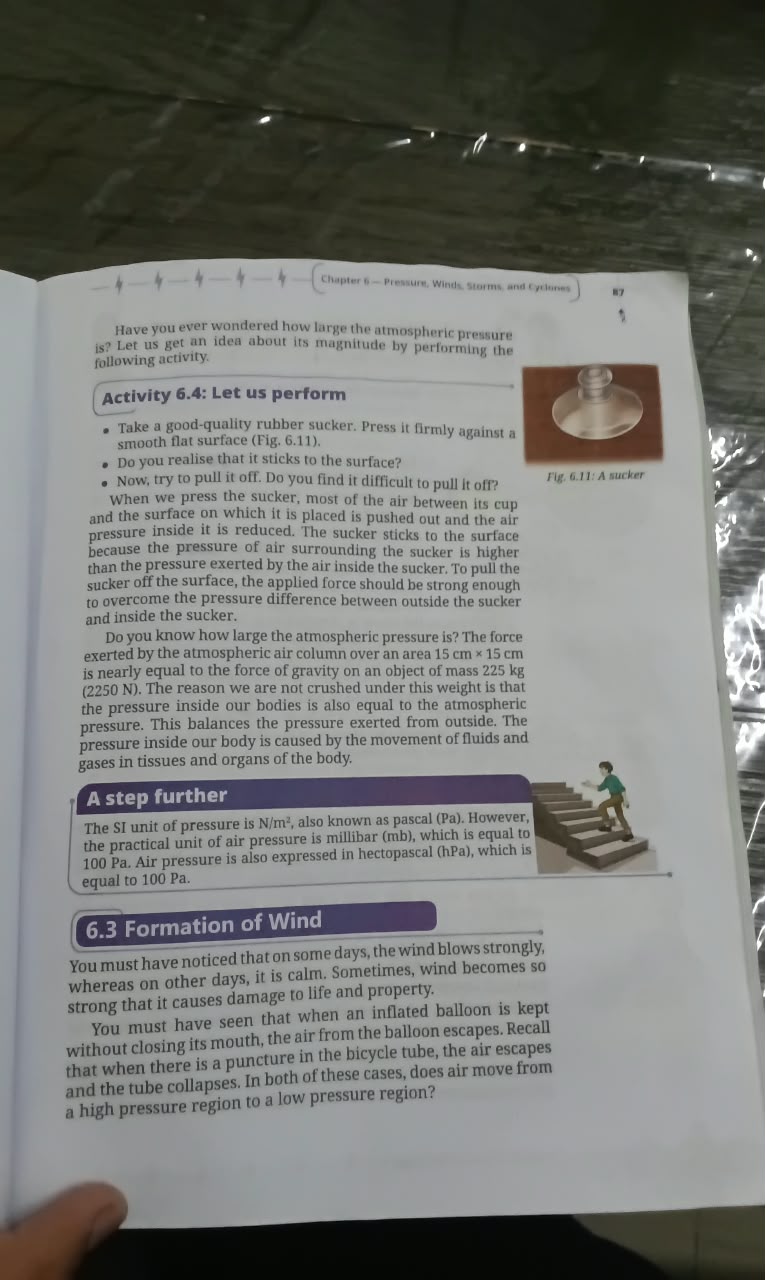 Chapter 6 — Pressure, Winds, Storms, and Cyclones
87
Have you ever wondered how large the atmospheric pressure
is? Let us get an idea about its magnitude by performing the
following activity.
Activity 6.4: Let us perform
• Take a good-quality rubber sucker. Press it firmly against a
smooth flat surface (Fig. 6.11).
• Do you realise that it sticks to the surface?
• Now, try to pull it off. Do you find it difficult to pull it off?
Fig. 6.11: A sucker
When we press the sucker, most of the air between its cup
and the surface on which it is placed is pushed out and the air
pressure inside it is reduced. The sucker sticks to the surface
because the pressure of air surrounding the sucker is higher
than the pressure exerted by the air inside the sucker. To pull the
sucker off the surface, the applied force should be strong enough
to overcome the pressure difference between outside the sucker
and inside the sucker.
Do you know how large the atmospheric pressure is? The force
exerted by the atmospheric air column over an area 15 cm × 15 cm
is nearly equal to the force of gravity on an object of mass 225 kg
(2250 N). The reason we are not crushed under this weight is that
the pressure inside our bodies is also equal to the atmospheric
pressure. This balances the pressure exerted from outside. The
pressure inside our body is caused by the movement of fluids and
gases in tissues and organs of the body.
A step further
The SI unit of pressure is N/m², also known as pascal (Pa). However,
the practical unit of air pressure is millibar (mb), which is equal to
100 Pa. Air pressure is also expressed in hectopascal (hPa), which is
equal to 100 Pa.
6.3 Formation of Wind
You must have noticed that on some days, the wind blows strongly,
whereas on other days, it is calm. Sometimes, wind becomes so
strong that it causes damage to life and property.
You must have seen that when an inflated balloon is kept
without closing its mouth, the air from the balloon escapes. Recall
that when there is a puncture in the bicycle tube, the air escapes
and the tube collapses. In both of these cases, does air move from
a high pressure region to a low pressure region?